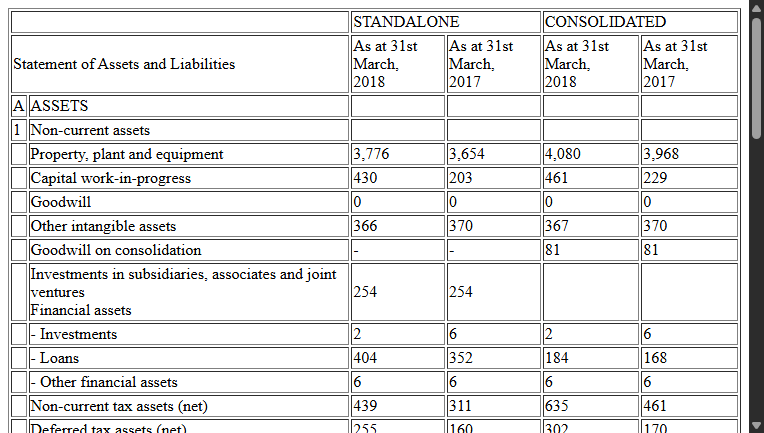 STANDALONE CONSOLIDATED
Statement of Assets and Liabilities As at 31st March, 2018 As at 31st March, 2017 As at 31st March, 2018 As at 31st March, 2017
A ASSETS
1 Non-current assets
Property, plant and equipment 3,776 3,654 4,080 3,968
Capital work-in-progress 430 203 461 229
Goodwill 0 0 0 0
Other intangible assets 366 370 367 370
Goodwill on consolidation - - 81 81
Investments in subsidiaries, associates and joint
ventures 254 254
Financial assets
- Investments 2 6 2 6
- Loans 404 352 184 168
- Other financial assets 6 6 6 6
Non-current tax assets (net) 439 311 635 461
Deferred tax assets (net) 255 160 302 170